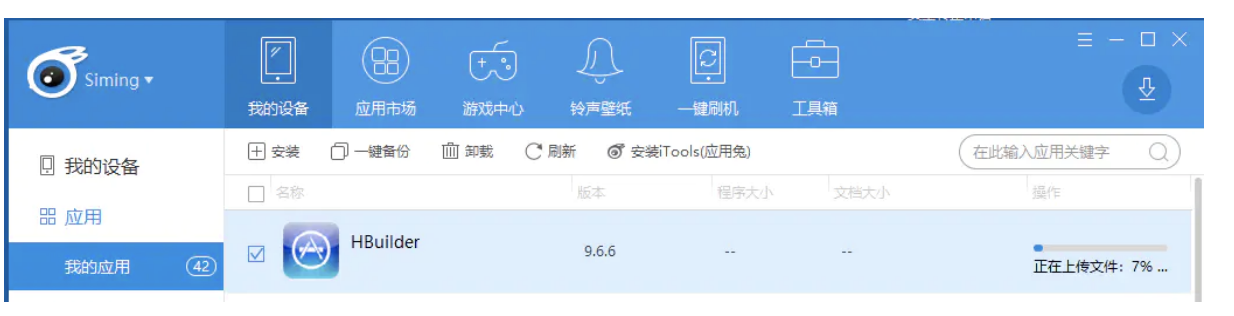 Siming
我的设备 应用市场 游戏中心 铃声壁纸 一键刷机 工具箱
我的设备
应用
我的应用 42
安装 一键备份 卸载 刷新 安装iTools(应用兔) 在此输入应用关键字
名称 版本 程序大小 文档大小 操作
HBuilder 9.6.6 -- --
正在上传文件: 7% ...